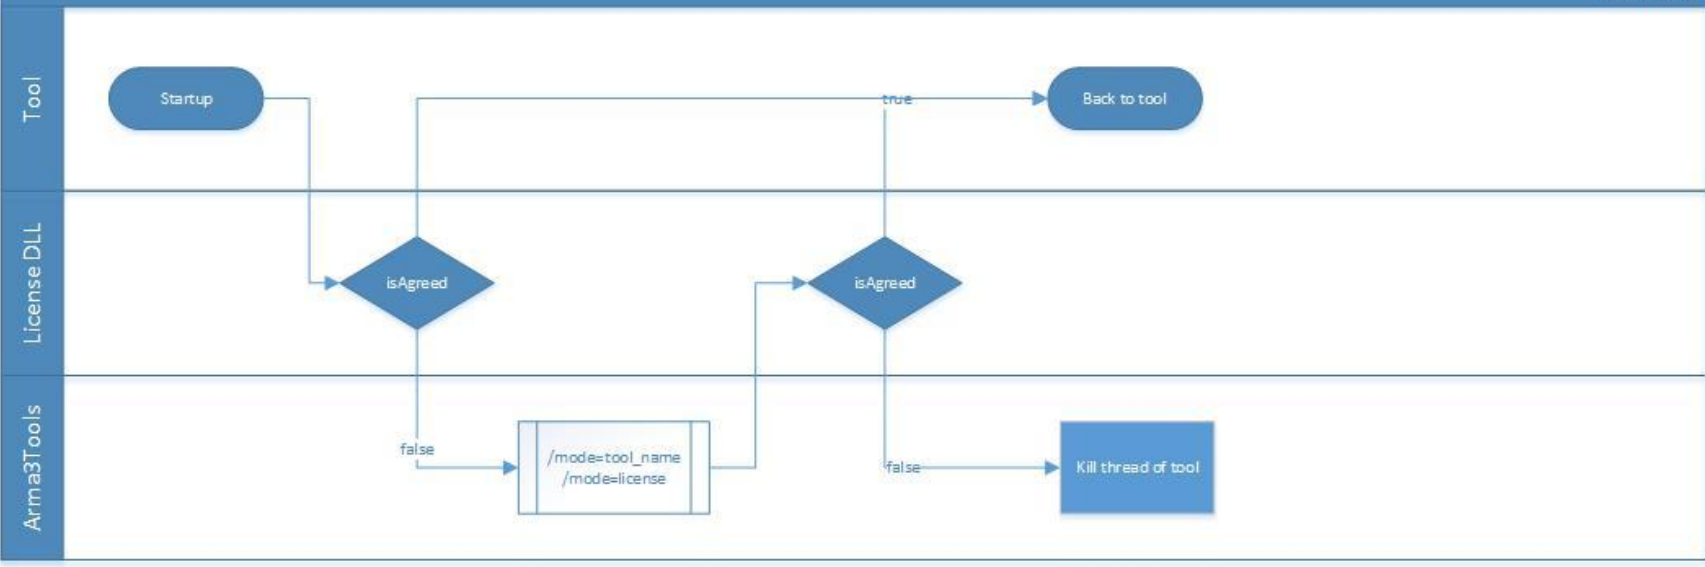 Tool
Startup
true
Back to tool
License DLL
isAgreed
isAgreed
Arma3Tools
false
/mode=tool_name
/mode=license
false
Kill thread of tool